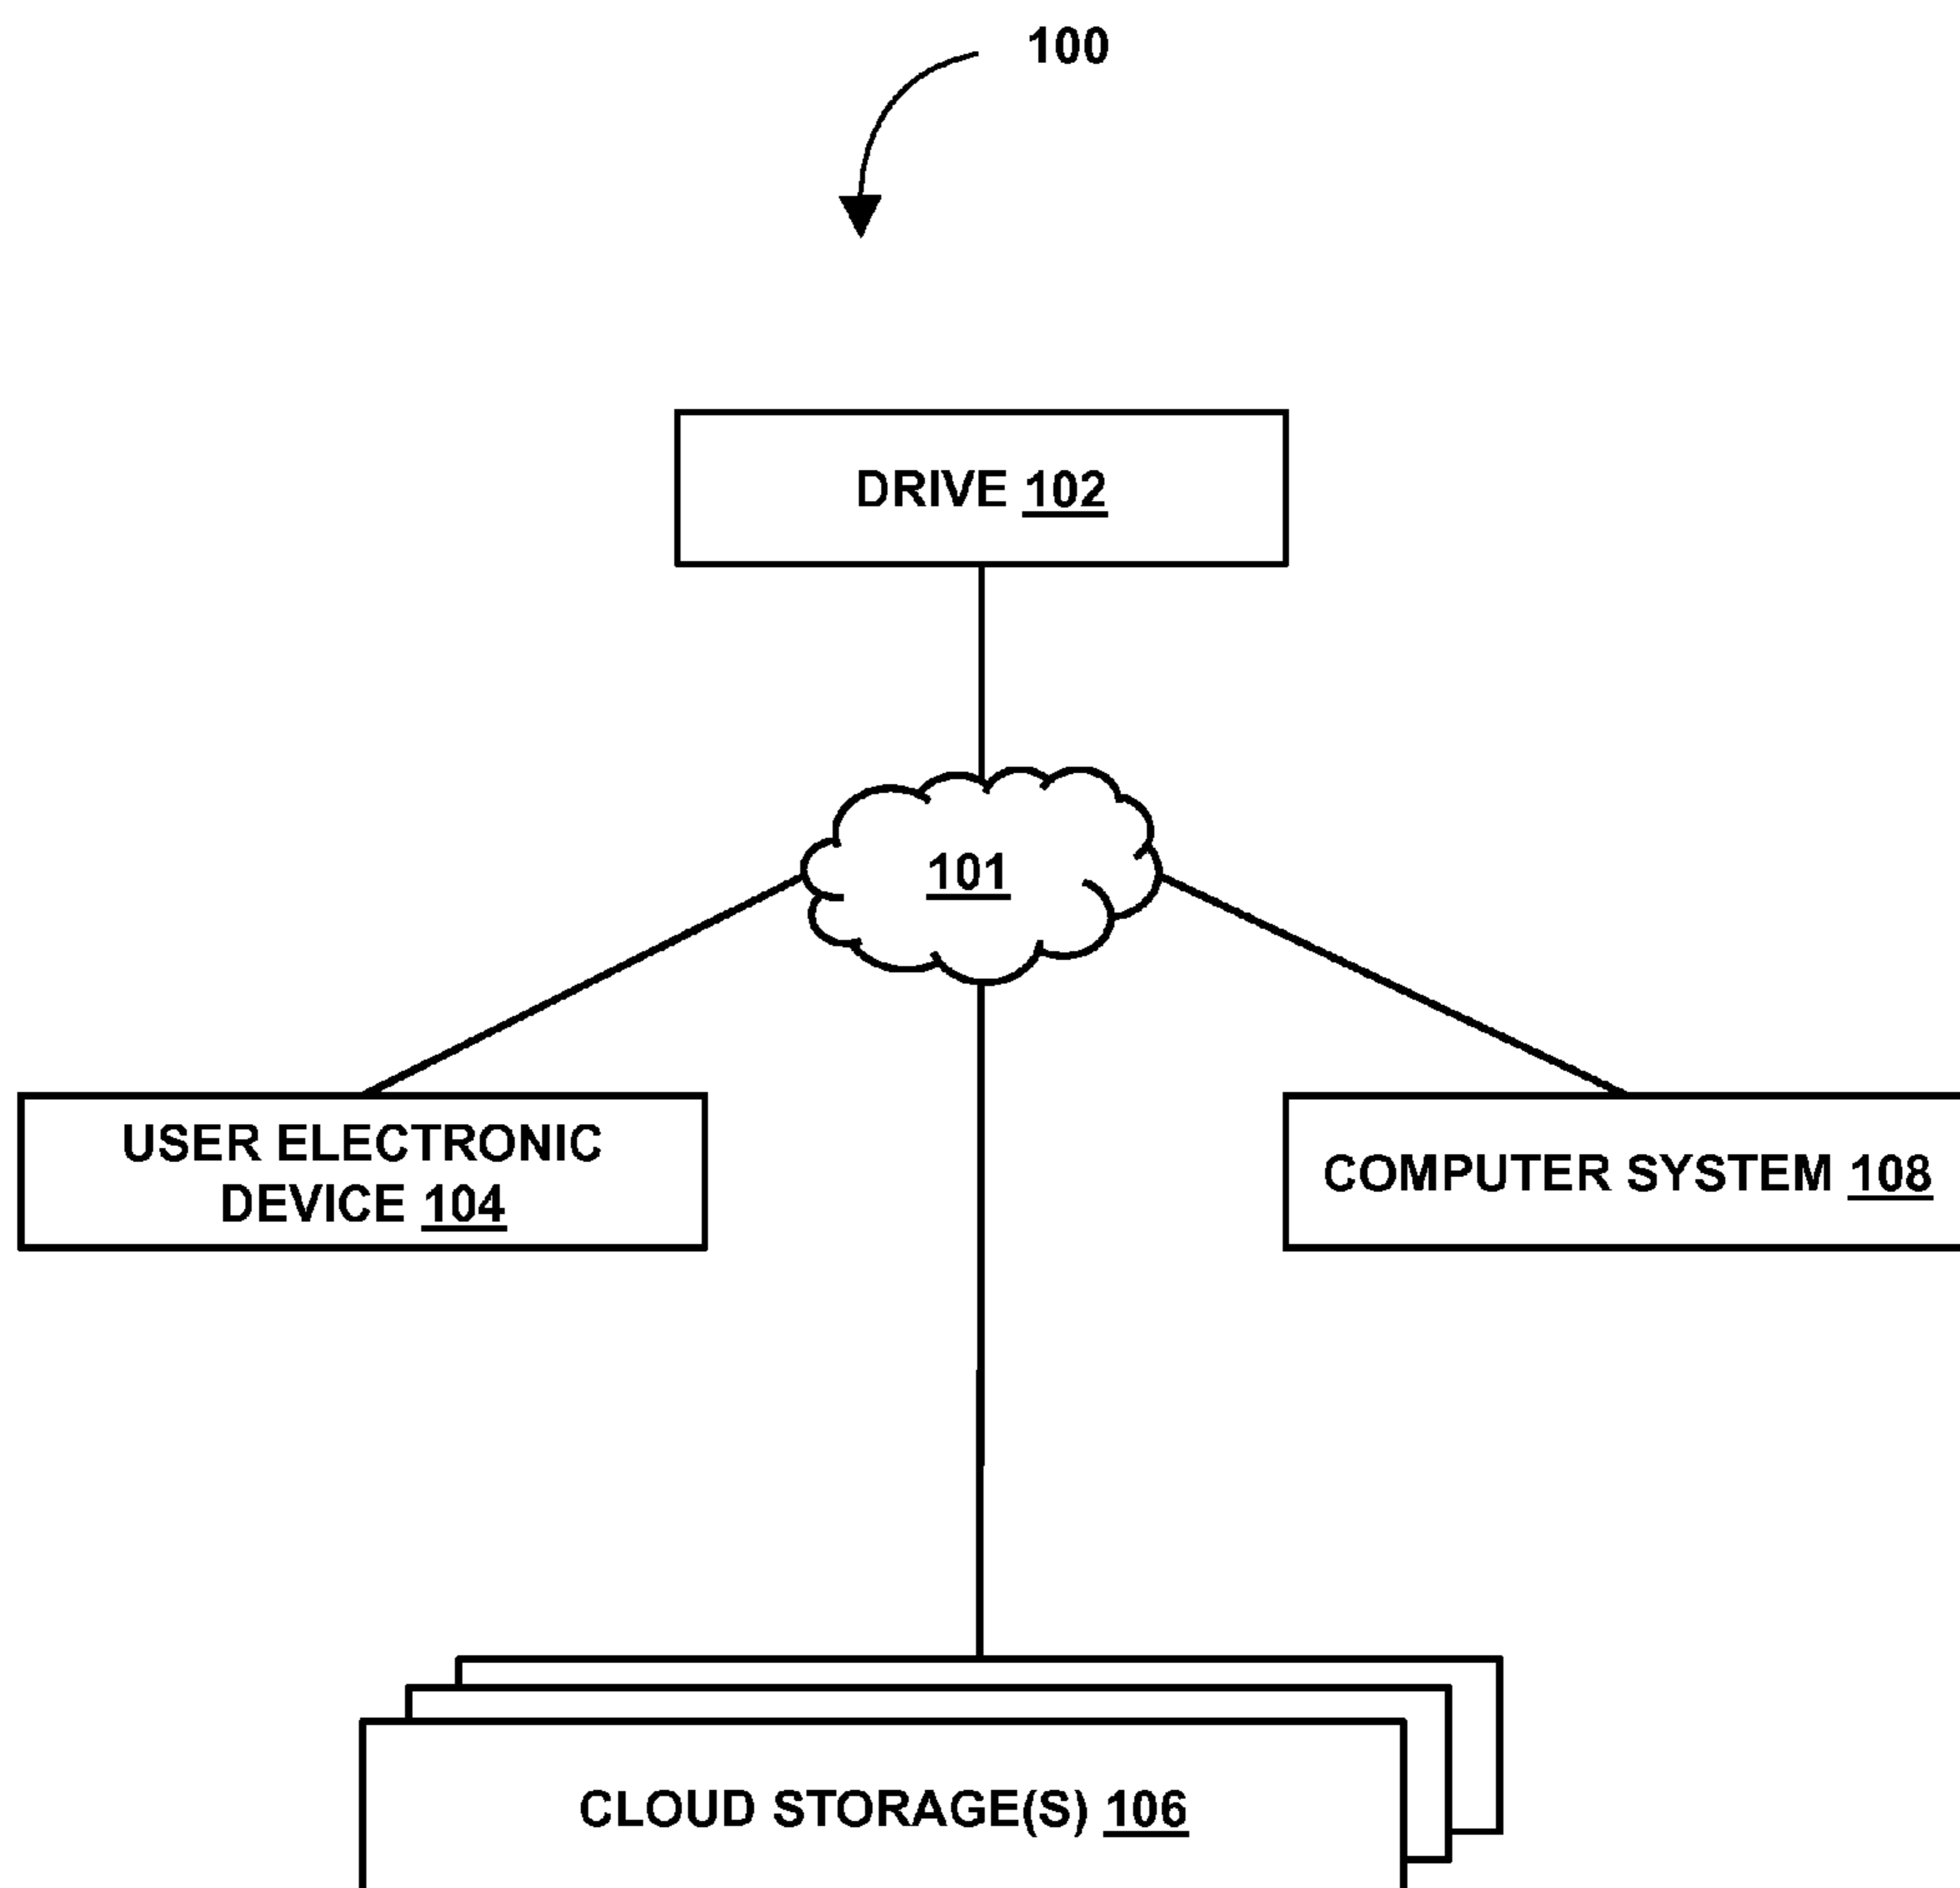 100
DRIVE 102
101
USER ELECTRONIC
DEVICE 104
COMPUTER SYSTEM 108
CLOUD STORAGE(S) 106